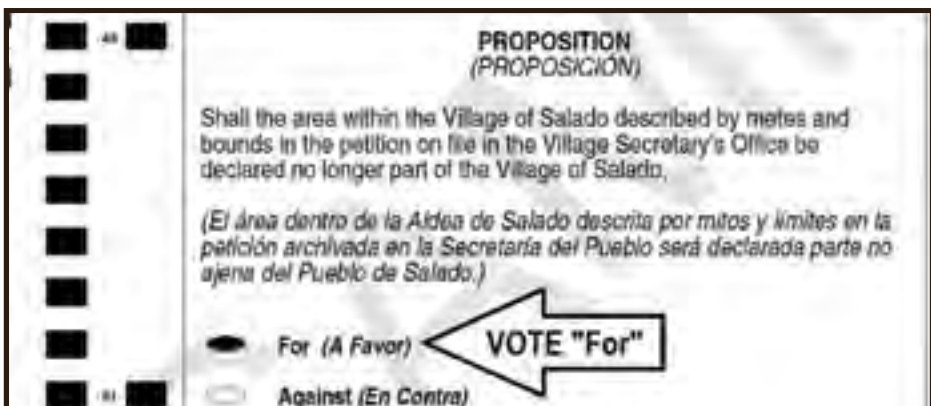 PROPOSITION
(PROPOSICIÓN)
Shall the area within the Village of Salado described by metes and
bounds in the petition on file in the Village Secretary's Office be
declared no longer part of the Village of Salado.
(El área dentro de la Aldea de Salado descrita por mitos y limites en la
petición archivada en la Secretaría del Pueblo será declarada parte no
ajena del Pueblo de Salado.)
For (A Favor)
VOTE "For"
Against (En Contra)